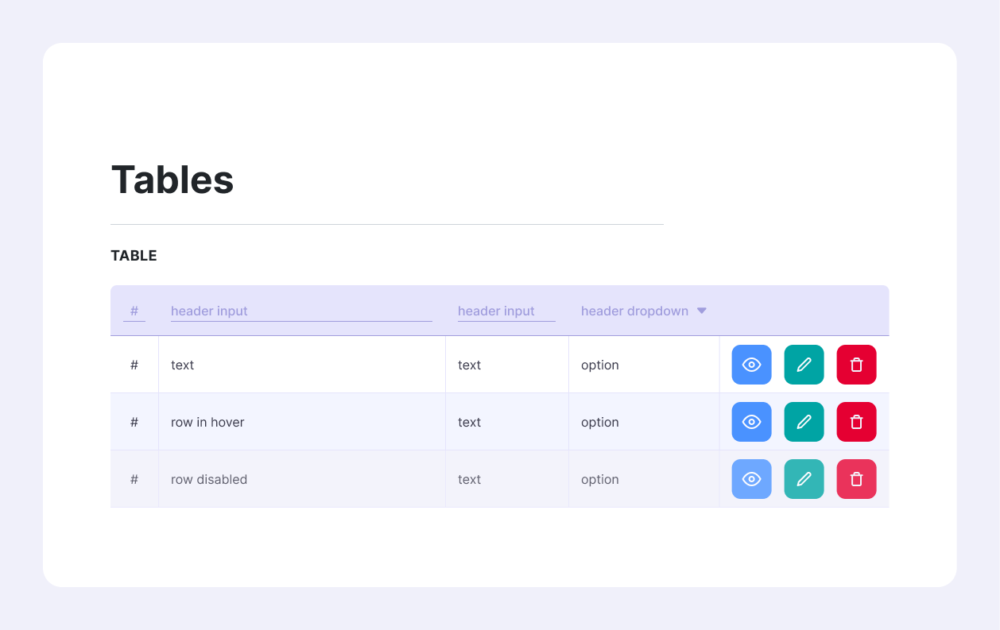 Tables
TABLE
# header input header input header dropdown
# text text option
# row in hover text option
# row disabled text option